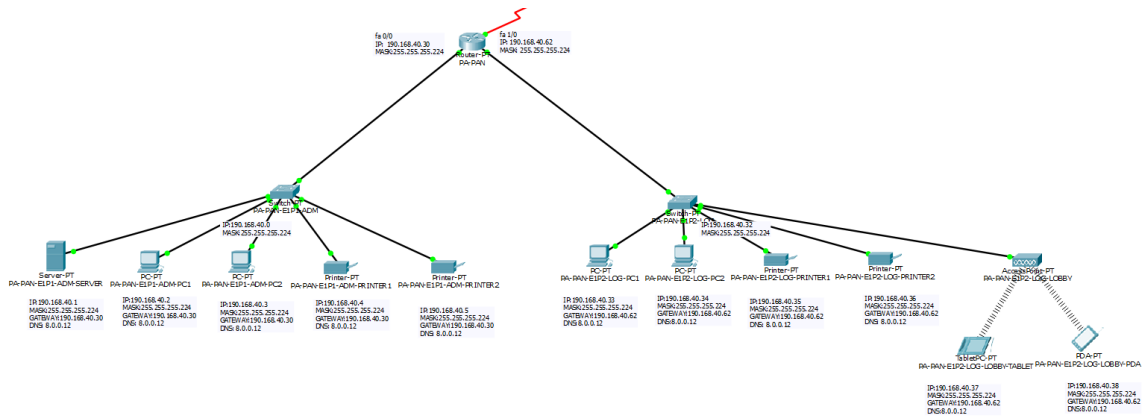 fa 0/0
IP: 190.168.40.30
MASK:255.255.255.224
fa 1/0
IP: 190.168.40.62
MASK: 255.255.255.224
Router-PT
PA-PAN
Switch-PT
PA-PAN-E1P1-ADM
IP:190.168.40.0
MASK:255.255.255.224
Switch-PT
PA-PAN-E1P2-LOG
IP:190.168.40.32
MASK:255.255.255.224
Server-PT
PA-PAN-E1P1-ADM-SERVER
IP:190.168.40.1
MASK:255.255.255.224
GATEWAY:190.168.40.30
DNS: 8.0.0.12
PC-PT
PA-PAN-E1P1-ADM-PC1
IP:190.168.40.2
MASK:255.255.255.224
GATEWAY:190.168.40.30
DNS: 8.0.0.12
PC-PT
PA-PAN-E1P1-ADM-PC2
IP:190.168.40.3
MASK:255.255.255.224
GATEWAY:190.168.40.30
DNS: 8.0.0.12
Printer-PT
PA-PAN-E1P1-ADM-PRINTER1
IP:190.168.40.4
MASK:255.255.255.224
GATEWAY:190.168.40.30
DNS: 8.0.0.12
Printer-PT
PA-PAN-E1P1-ADM-PRINTER2
IP:190.168.40.5
MASK:255.255.255.224
GATEWAY:190.168.40.30
DNS: 8.0.0.12
PC-PT
PA-PAN-E1P2-LOG-PC1
IP:190.168.40.33
MASK:255.255.255.224
GATEWAY:190.168.40.62
DNS:8.0.0.12
PC-PT
PA-PAN-E1P2-LOG-PC2
IP:190.168.40.34
MASK:255.255.255.224
GATEWAY:190.168.40.62
DNS:8.0.0.12
Printer-PT
PA-PAN-E1P2-LOG-PRINTER1
IP:190.168.40.35
MASK:255.255.255.224
GATEWAY:190.168.40.62
DNS: 8.0.0.12
Printer-PT
PA-PAN-E1P2-LOG-PRINTER2
IP:190.168.40.36
MASK:255.255.255.224
GATEWAY:190.168.40.62
DNS: 8.0.0.12
AccessPoint-PT
PA-PAN-E1P2-LOG-LOBBY
TabletPC-PT
PA-PAN-E1P2-LOG-LOBBY-TABLET
IP:190.168.40.37
MASK:255.255.255.224
GATEWAY:190.168.40.62
DNS:8.0.0.12
PDA-PT
PA-PAN-E1P2-LOG-LOBBY-PDA
IP:190.168.40.38
MASK:255.255.255.224
GATEWAY:190.168.40.62
DNS:8.0.0.12